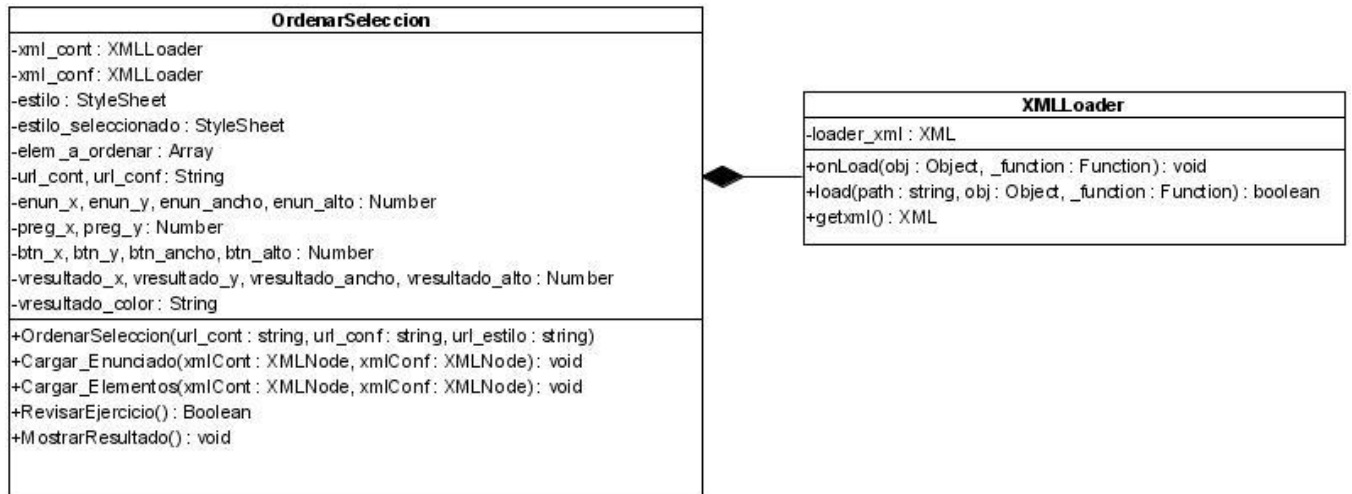 OrdenarSeleccion
-xml_cont : XMLLoader
-xml_conf : XMLLoader
-estilo : StyleSheet
-estilo_seleccionado : StyleSheet
-elem_a_ordenar : Array
-url_cont, url_conf : String
-enun_x, enun_y, enun_ancho, enun_alto : Number
-preg_x, preg_y : Number
-btn_x, btn_y, btn_ancho, btn_alto : Number
-vresultado_x, vresultado_y, vresultado_ancho, vresultado_alto : Number
-vresultado_color : String
+OrdenarSeleccion(url_cont : string, url_conf : string, url_estilo : string)
+Cargar_Enunciado(xmlCont : XMLNode, xmlConf : XMLNode) : void
+Cargar_Elementos(xmlCont : XMLNode, xmlConf : XMLNode) : void
+RevisarEjercicio() : Boolean
+MostrarResultado() : void
XMLLoader
-loader_xml : XML
+onLoad(obj : Object, _function : Function) : void
+load(path : string, obj : Object, _function : Function) : boolean
+getxml() : XML